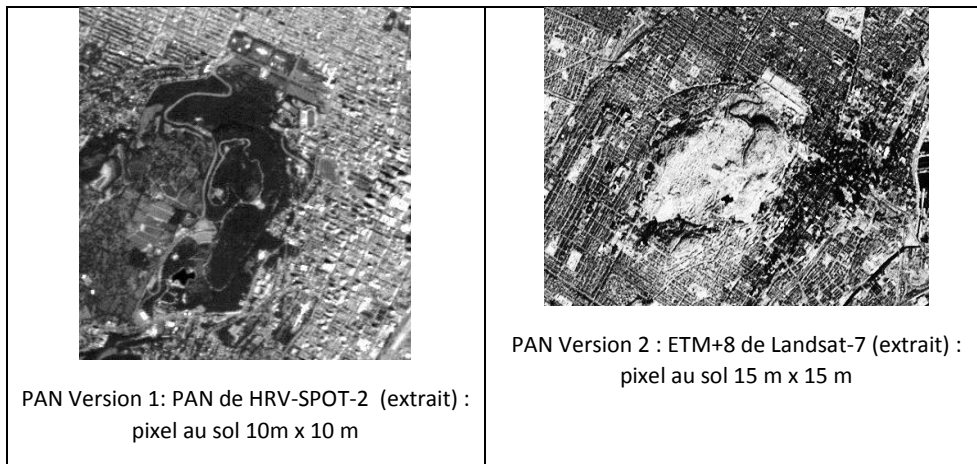 PAN Version 1: PAN de HRV-SPOT-2  (extrait) :
pixel au sol 10m x 10 m
PAN Version 2 : ETM+8 de Landsat-7 (extrait) :
pixel au sol 15 m x 15 m